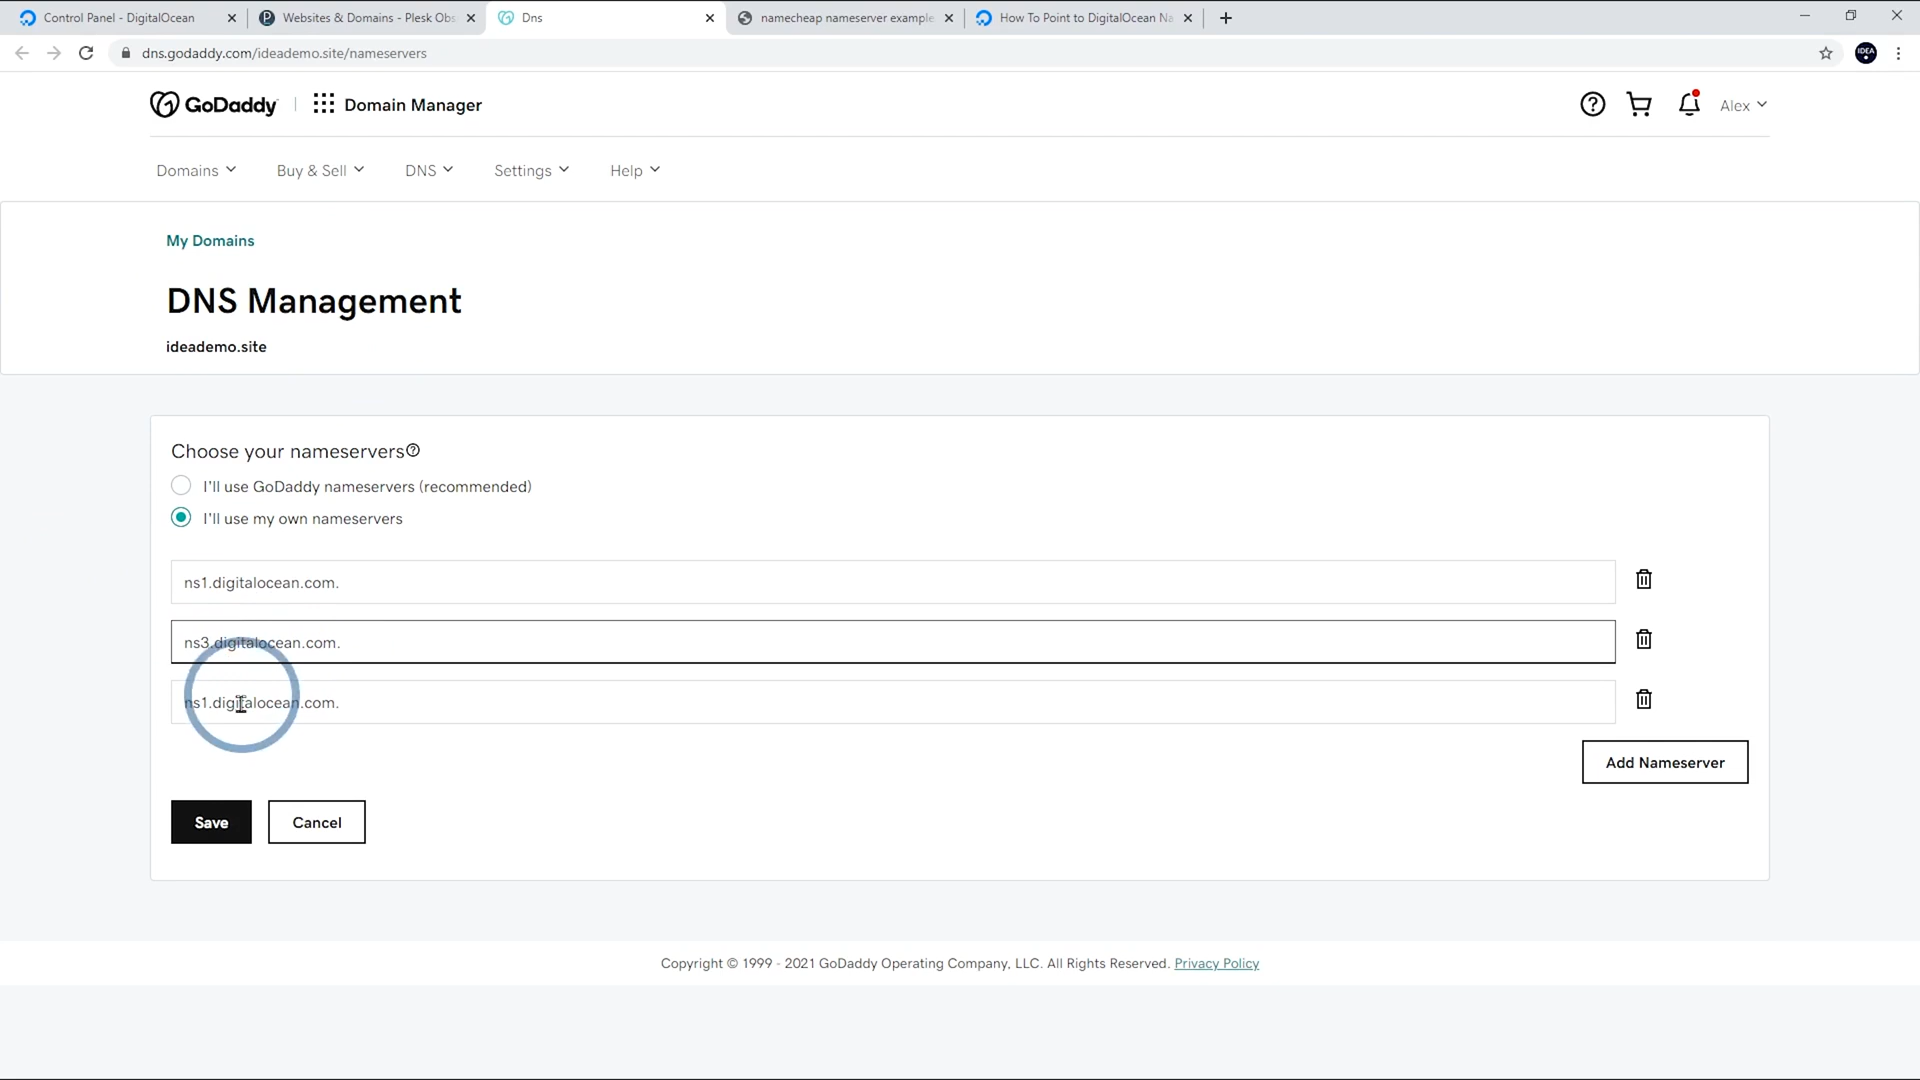 Control Panel - DigitalOcean
Websites & Domains - Plesk Obs
Dns
namecheap nameserver example
How To Point to DigitalOcean Na
dns.godaddy.com/ideademo.site/nameservers
IDEA
GoDaddy
Domain Manager
Alex
Domains
Buy & Sell
DNS
Settings
Help
My Domains
DNS Management
ideademo.site
Choose your nameservers
I'll use GoDaddy nameservers (recommended)
I'll use my own nameservers
ns1.digitalocean.com.
ns3.digitalocean.com.
ns1.digitalocean.com.
Add Nameserver
Save
Cancel
Copyright © 1999 - 2021 GoDaddy Operating Company, LLC. All Rights Reserved. Privacy Policy